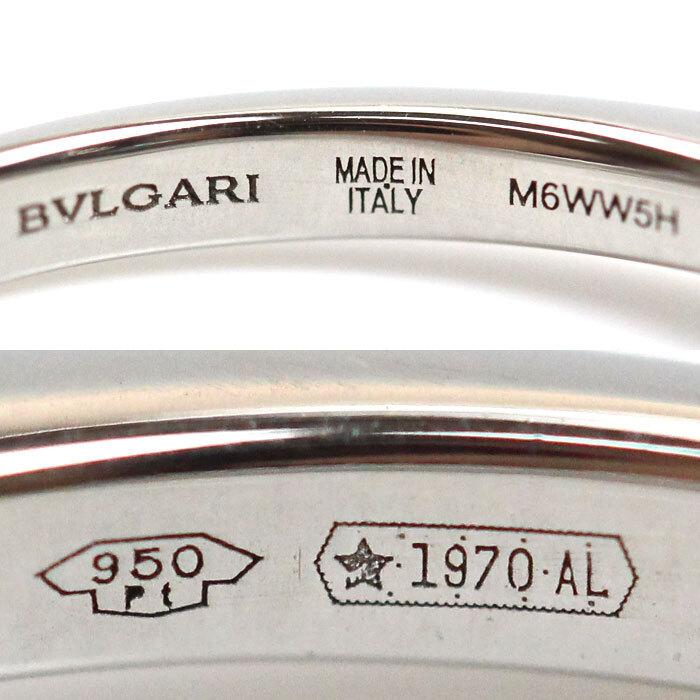 BVLGARI
MADE IN
ITALY
M6WW5H
950
Pt
★·1970·AL